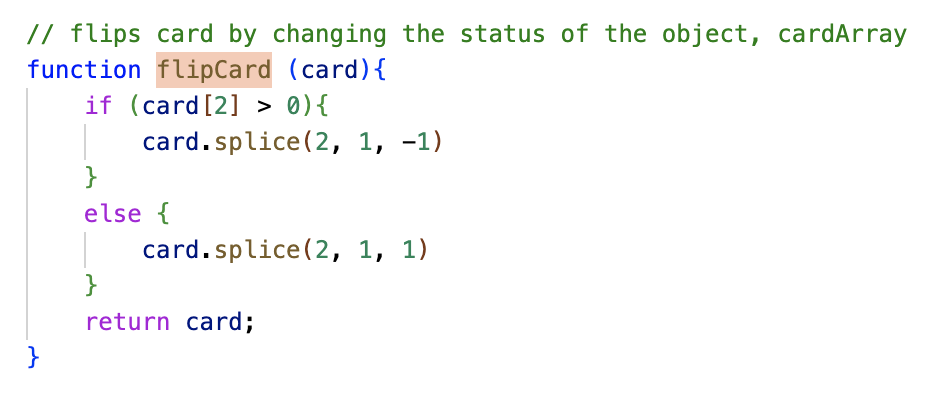 // flips card by changing the status of the object, cardArray
function flipCard (card){
    if (card[2] > 0){
        card.splice(2, 1, -1)
    }
    else {
        card.splice(2, 1, 1)
    }
    return card;
}